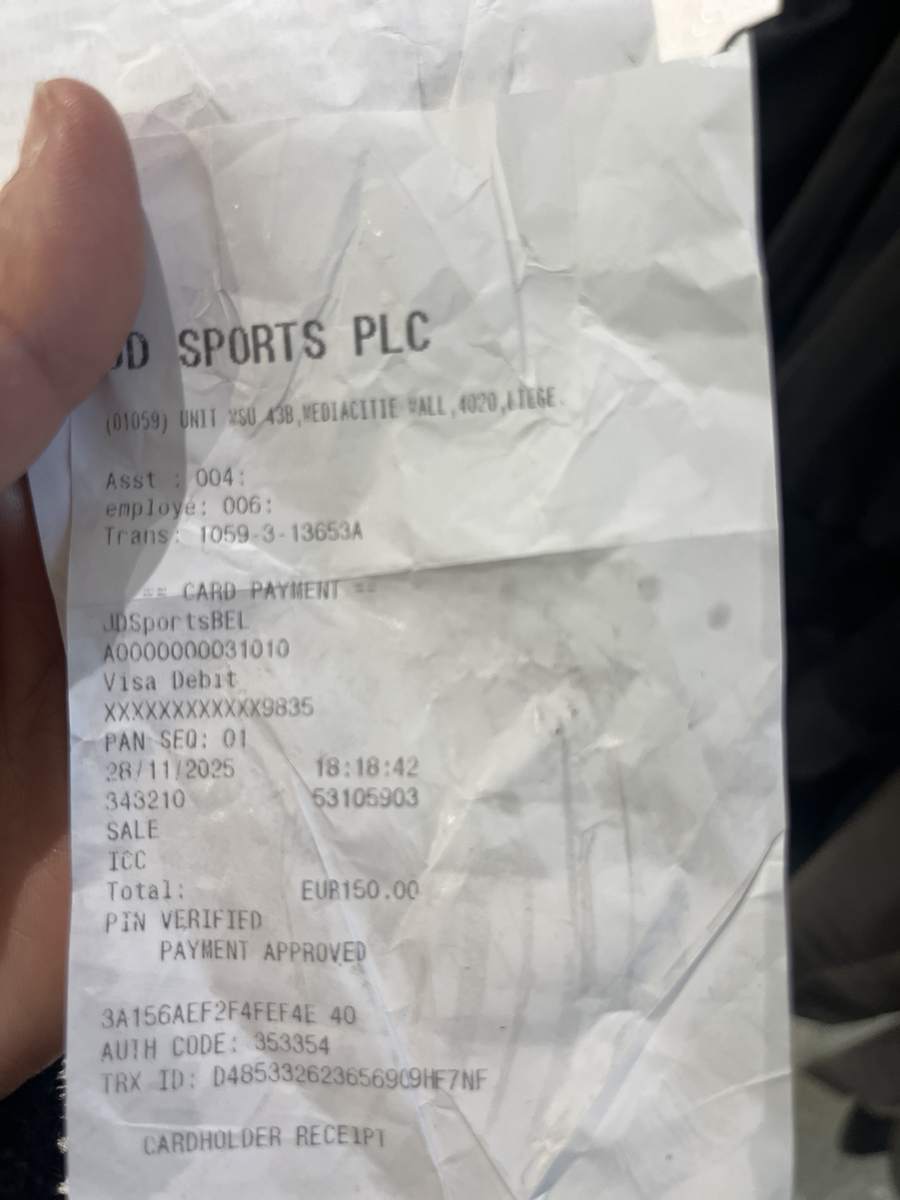 JD SPORTS PLC
(01059) UNIT MSU 43B,MEDIACITIE MALL,4020,LIEGE.
Asst : 004:
employe: 006:
Trans: 1059-3-13653A
== CARD PAYMENT ==
JDSportsBEL
A0000000031010
Visa Debit
XXXXXXXXXXXX9835
PAN SEQ: 01
28/11/2025 18:18:42
343210 53105903
SALE
ICC
Total: EUR150.00
PIN VERIFIED
PAYMENT APPROVED
3A156AEF2F4FEF4E 40
AUTH CODE: 353354
TRX ID: D485332623656909HF7NF
CARDHOLDER RECEIPT